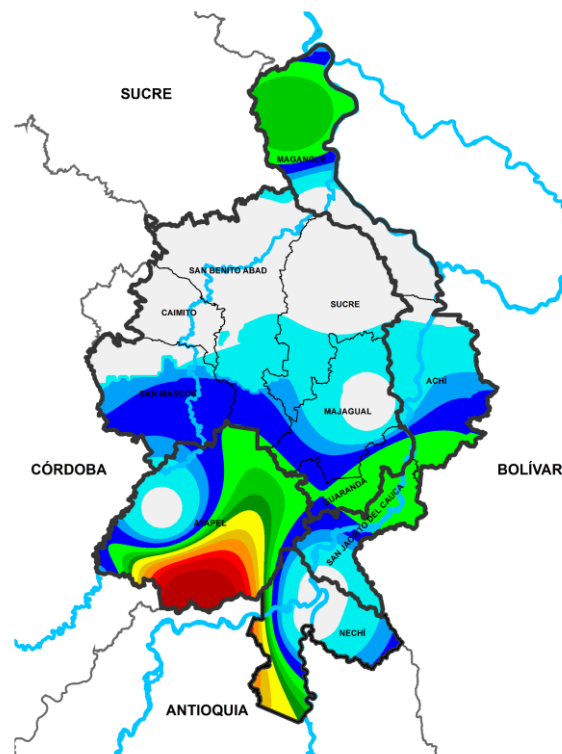 SUCRE
MAGANGUÉ
SAN BENITO ABAD
SUCRE
CAIMITO
ACHÍ
SAN MARCOS
MAJAGUAL
CÓRDOBA
BOLÍVAR
GUARANDA
AYAPEL
SAN JACINTO DEL CAUCA
NECHÍ
ANTIOQUIA